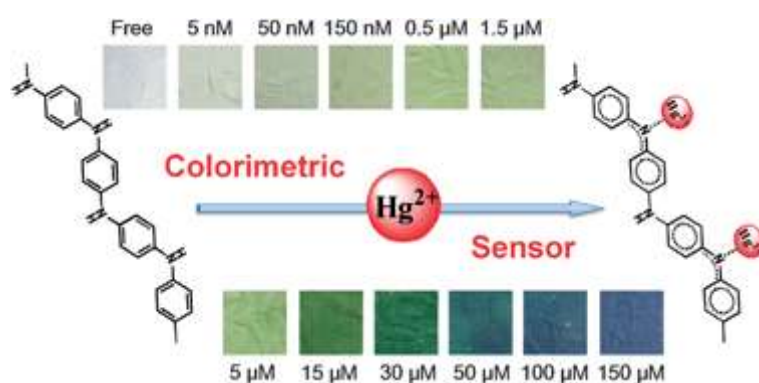 Free 5 nM 50 nM 150 nM 0.5 µM 1.5 µM
Colorimetric
Hg²⁺
Sensor
5 µM 15 µM 30 µM 50 µM 100 µM 150 µM